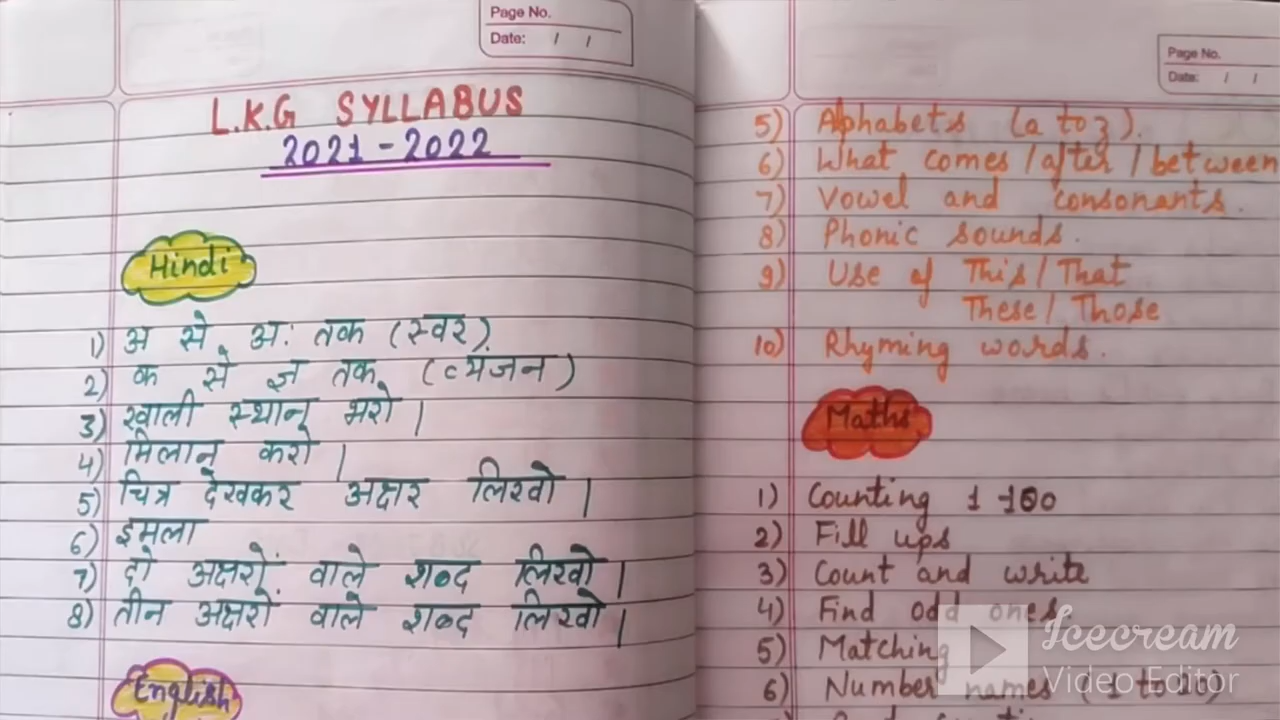 Page No.
Date: / /
L.K.G SYLLABUS
2021-2022
Hindi
1) अ से अः तक (स्वर)
2) क से ज्ञ तक (व्यंजन)
3) खाली स्थान भरो।
4) मिलान करो।
5) चित्र देखकर अक्षर लिखो।
6) इमला
7) दो अक्षरों वाले शब्द लिखो।
8) तीन अक्षरो वाले शब्द लिखो।
English
Page No.
Date: / /
5) Alphabets (a to z).
6) What comes/after/between
7) Vowel and consonants.
8) Phonic sounds.
9) Use of This/That
These/Those
10) Rhyming words.
Maths
1) Counting 1-100
2) Fill ups
3) Count and write
4) Find odd ones.
5) Matching
6) Number names (1 to 20)
Icecream
Video Editor